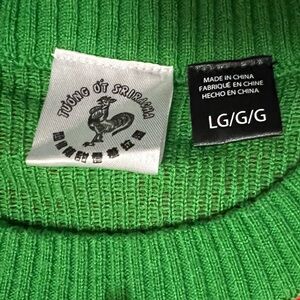 TƯƠNG ỚT SRIRACHA
MADE IN CHINA
FABRIQUÉ EN CHINE
HECHO EN CHINA
LG/G/G